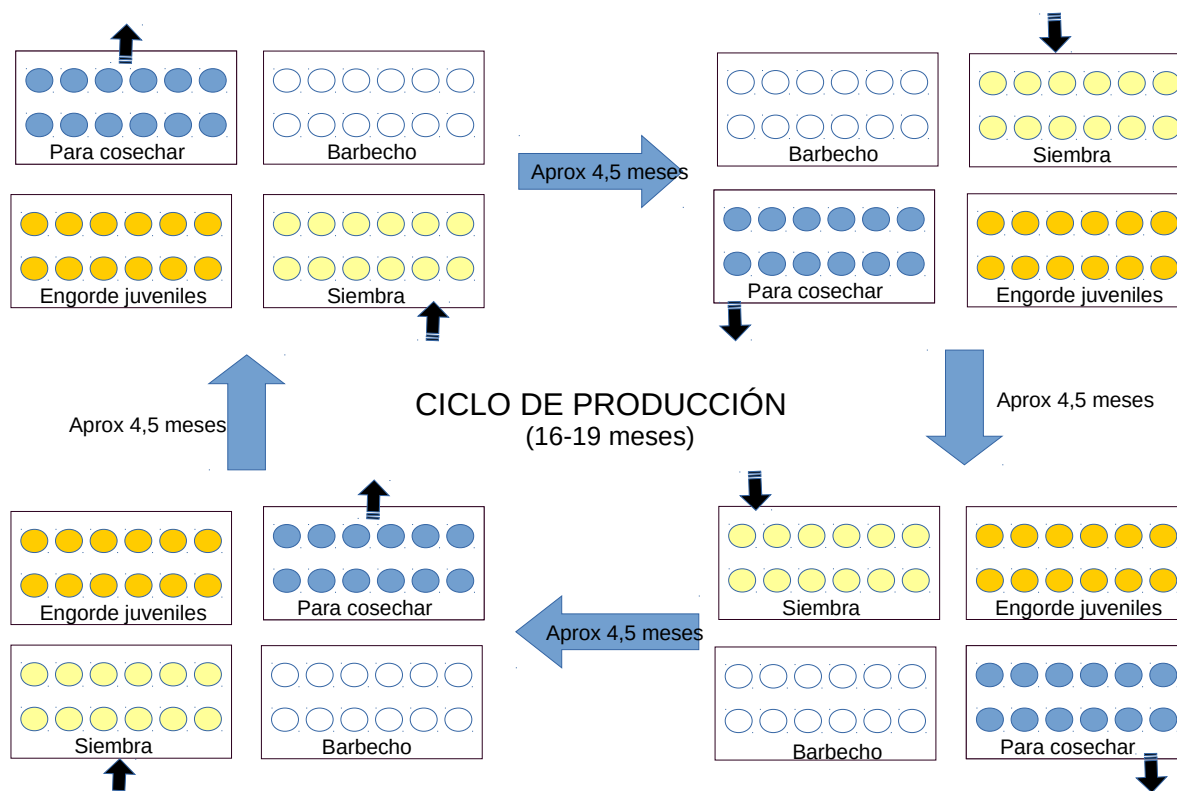 Para cosechar
Barbecho
Engorde juveniles
Siembra
Aprox 4,5 meses
Barbecho
Siembra
Para cosechar
Engorde juveniles
Aprox 4,5 meses
CICLO DE PRODUCCIÓN
(16-19 meses)
Aprox 4,5 meses
Engorde juveniles
Para cosechar
Siembra
Barbecho
Aprox 4,5 meses
Siembra
Engorde juveniles
Barbecho
Para cosechar